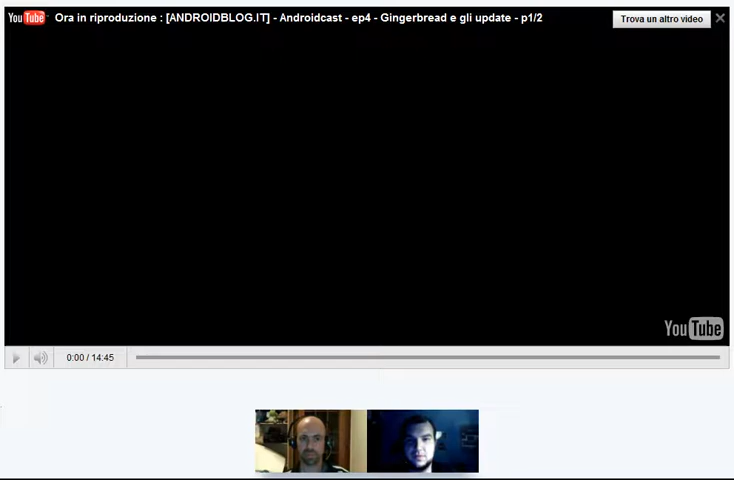 YouTube Ora in riproduzione : [ANDROIDBLOG.IT] - Androidcast - ep4 - Gingerbread e gli update - p1/2 Trova un altro video
YouTube
0:00 / 14:45